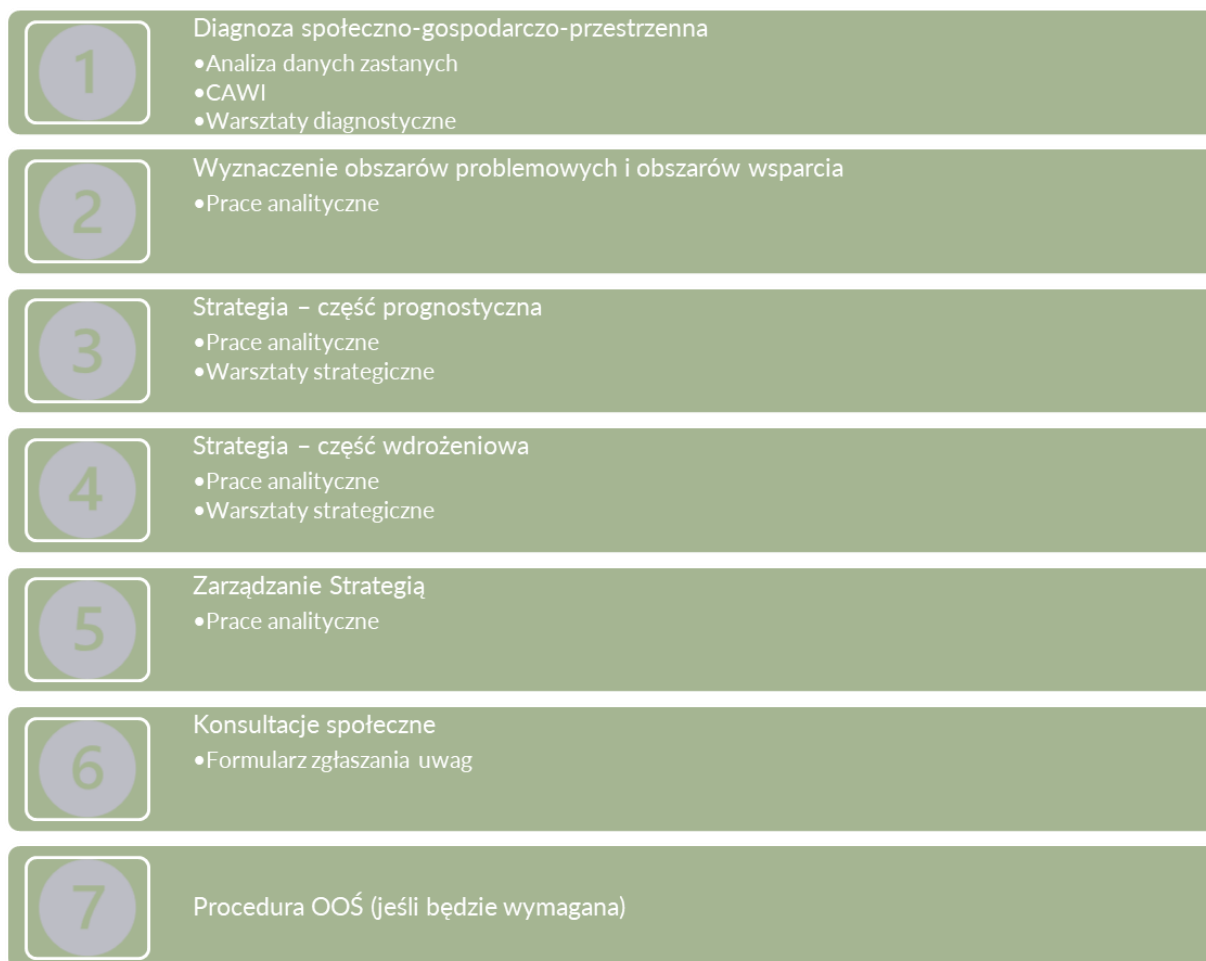 1
Diagnoza społeczno-gospodarczo-przestrzenna
•Analiza danych zastanych
•CAWI
•Warsztaty diagnostyczne
2
Wyznaczenie obszarów problemowych i obszarów wsparcia
•Prace analityczne
3
Strategia – część prognostyczna
•Prace analityczne
•Warsztaty strategiczne
4
Strategia – część wdrożeniowa
•Prace analityczne
•Warsztaty strategiczne
5
Zarządzanie Strategią
•Prace analityczne
6
Konsultacje społeczne
•Formularz zgłaszania uwag
7
Procedura OOŚ (jeśli będzie wymagana)